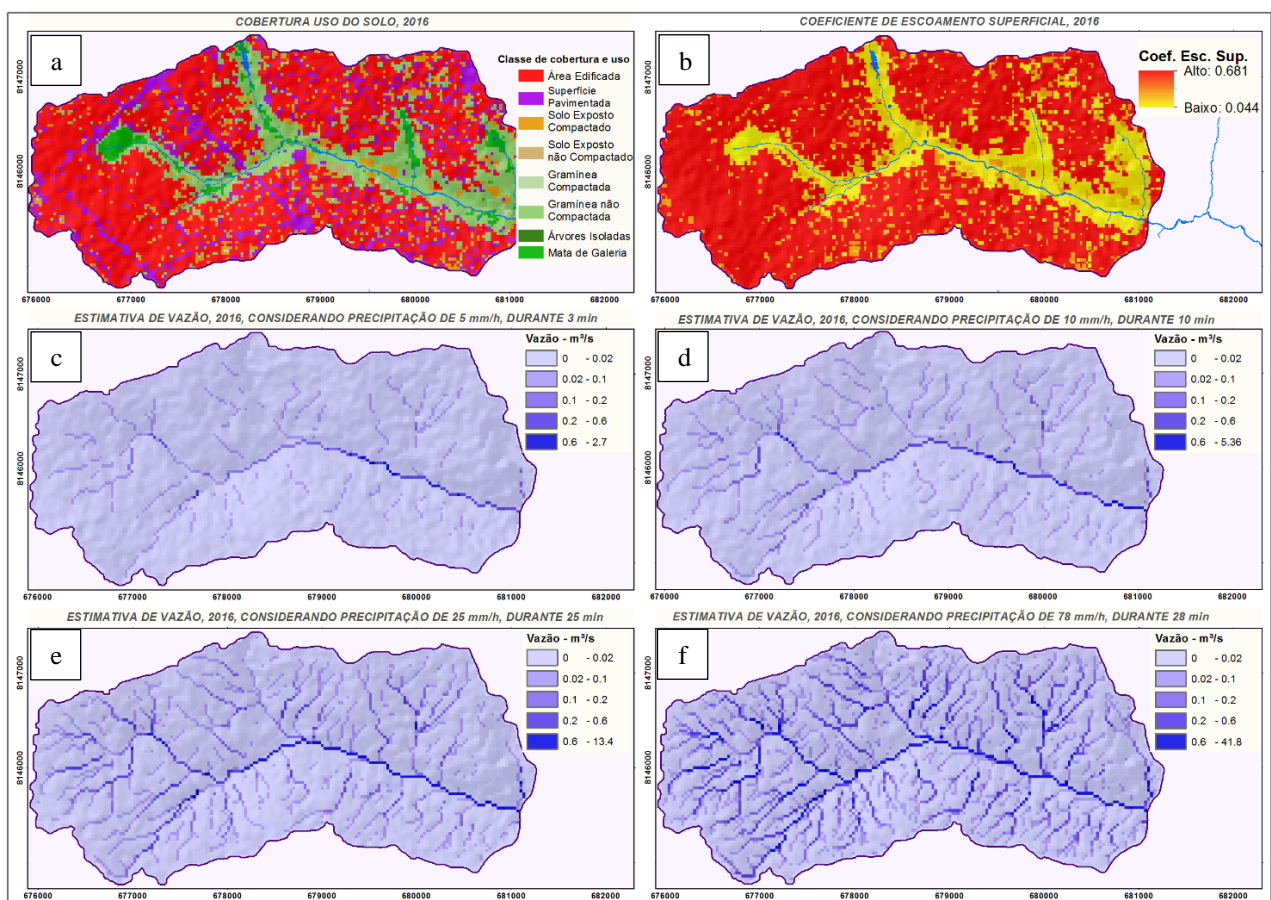 COBERTURA USO DO SOLO, 2016
a
Classe de cobertura e uso
Área Edificada
Superfície
Pavimentada
Solo Exposto
Compactado
Solo Exposto
não Compactado
Gramínea
Compactada
Gramínea não
Compactada
Árvores Isoladas
Mata de Galeria
8147000
8146000
676000 677000 678000 679000 680000 681000 682000
COEFICIENTE DE ESCOAMENTO SUPERFICIAL, 2016
b
Coef. Esc. Sup.
Alto: 0.681
Baixo: 0.044
8147000
8146000
676000 677000 678000 679000 680000 681000 682000
ESTIMATIVA DE VAZÃO, 2016, CONSIDERANDO PRECIPITAÇÃO DE 5 mm/h, DURANTE 3 min
c
Vazão - m³/s
0 - 0.02
0.02 - 0.1
0.1 - 0.2
0.2 - 0.6
0.6 - 2.7
8147000
8146000
676000 677000 678000 679000 680000 681000 682000
ESTIMATIVA DE VAZÃO, 2016, CONSIDERANDO PRECIPITAÇÃO DE 10 mm/h, DURANTE 10 min
d
Vazão - m³/s
0 - 0.02
0.02 - 0.1
0.1 - 0.2
0.2 - 0.6
0.6 - 5.36
8147000
8146000
676000 677000 678000 679000 680000 681000 682000
ESTIMATIVA DE VAZÃO, 2016, CONSIDERANDO PRECIPITAÇÃO DE 25 mm/h, DURANTE 25 min
e
Vazão - m³/s
0 - 0.02
0.02 - 0.1
0.1 - 0.2
0.2 - 0.6
0.6 - 13.4
8147000
8146000
676000 677000 678000 679000 680000 681000 682000
ESTIMATIVA DE VAZÃO, 2016, CONSIDERANDO PRECIPITAÇÃO DE 78 mm/h, DURANTE 28 min
f
Vazão - m³/s
0 - 0.02
0.02 - 0.1
0.1 - 0.2
0.2 - 0.6
0.6 - 41.8
8147000
8146000
676000 677000 678000 679000 680000 681000 682000